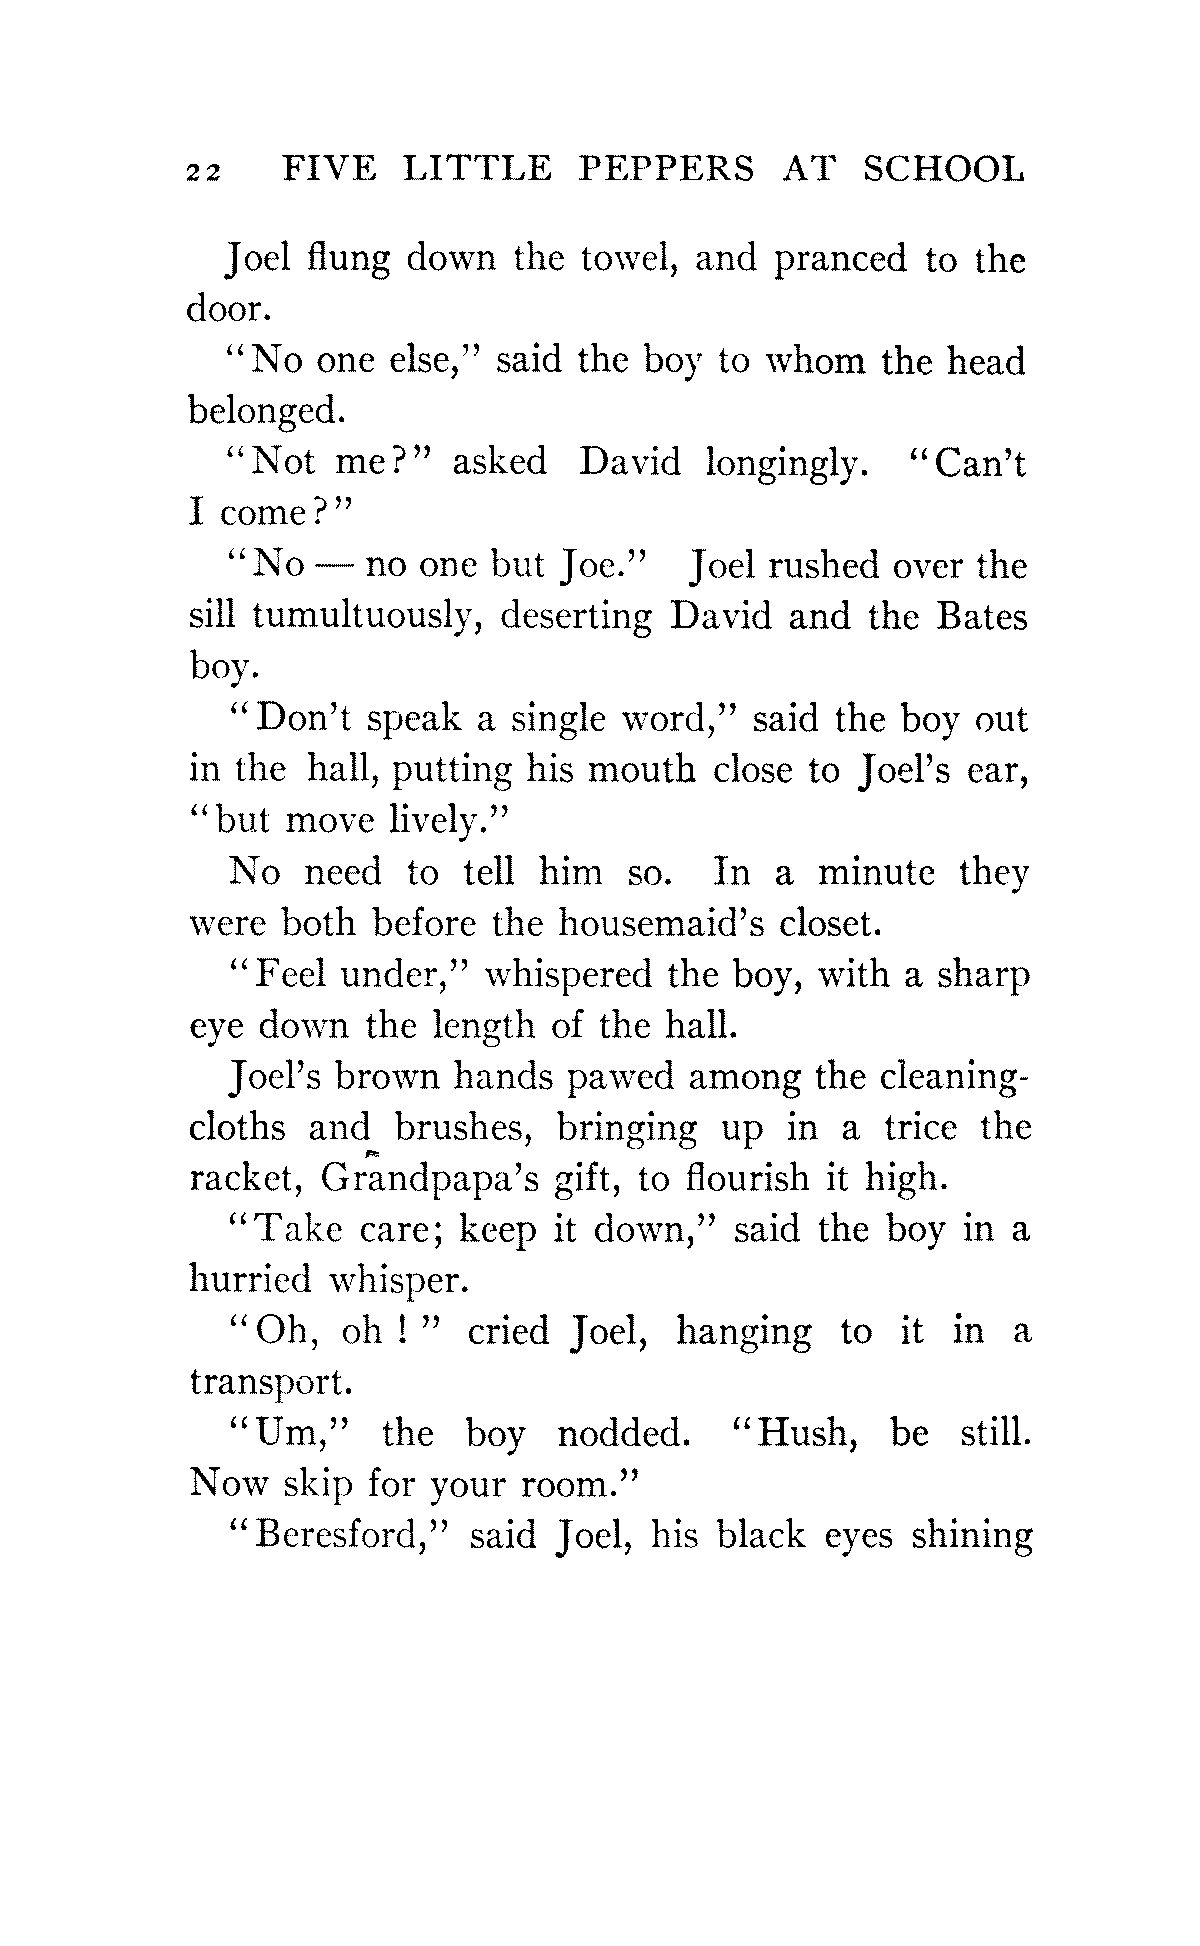 22 FIVE LITTLE PEPPERS AT SCHOOL
Joel flung down the towel, and pranced to the
door.
"No one else," said the boy to whom the head
belonged.
"Not me?" asked David longingly. "Can't
I come?"
"No — no one but Joe." Joel rushed over the
sill tumultuously, deserting David and the Bates
boy.
"Don't speak a single word," said the boy out
in the hall, putting his mouth close to Joel's ear,
"but move lively."
No need to tell him so. In a minute they
were both before the housemaid's closet.
"Feel under," whispered the boy, with a sharp
eye down the length of the hall.
Joel's brown hands pawed among the cleaning-
cloths and brushes, bringing up in a trice the
racket, Grandpapa's gift, to flourish it high.
"Take care; keep it down," said the boy in a
hurried whisper.
"Oh, oh ! " cried Joel, hanging to it in a
transport.
"Um," the boy nodded. "Hush, be still.
Now skip for your room."
"Beresford," said Joel, his black eyes shining